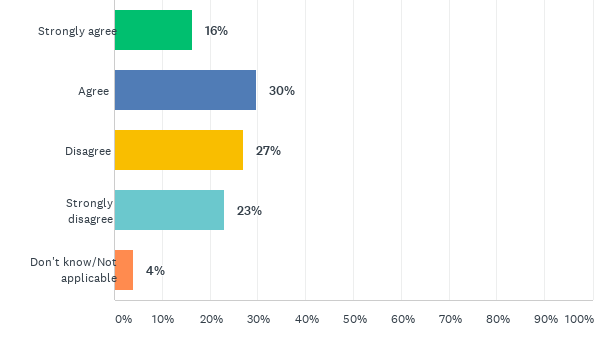 Strongly agree 16%
Agree 30%
Disagree 27%
Strongly
disagree 23%
Don't know/Not
applicable 4%
0% 10% 20% 30% 40% 50% 60% 70% 80% 90% 100%